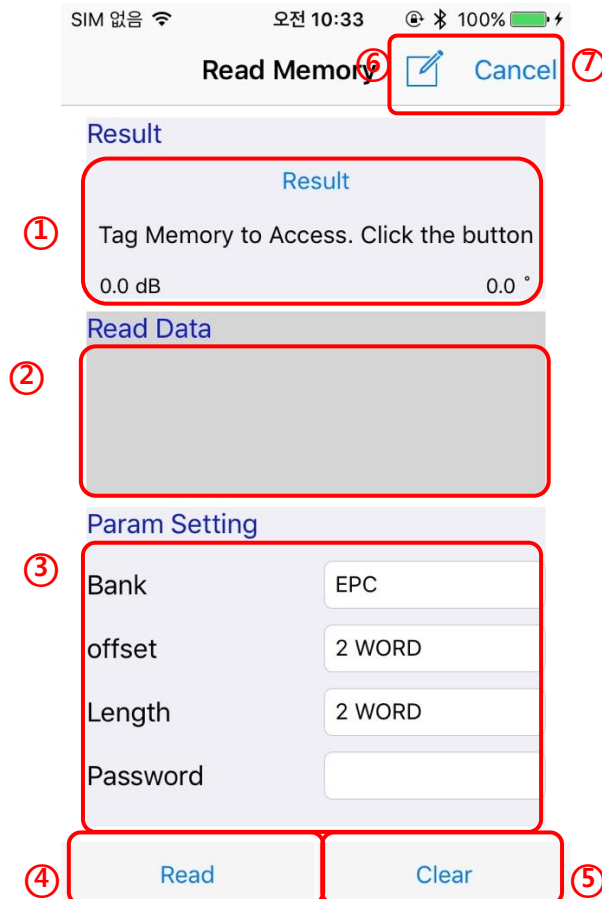 SIM 없음 오전 10:33 100%
Read Memory ⑥ Cancel ⑦
Result
Result
① Tag Memory to Access. Click the button
0.0 dB 0.0 °
Read Data
②
Param Setting
③
Bank EPC
offset 2 WORD
Length 2 WORD
Password
④ Read Clear ⑤